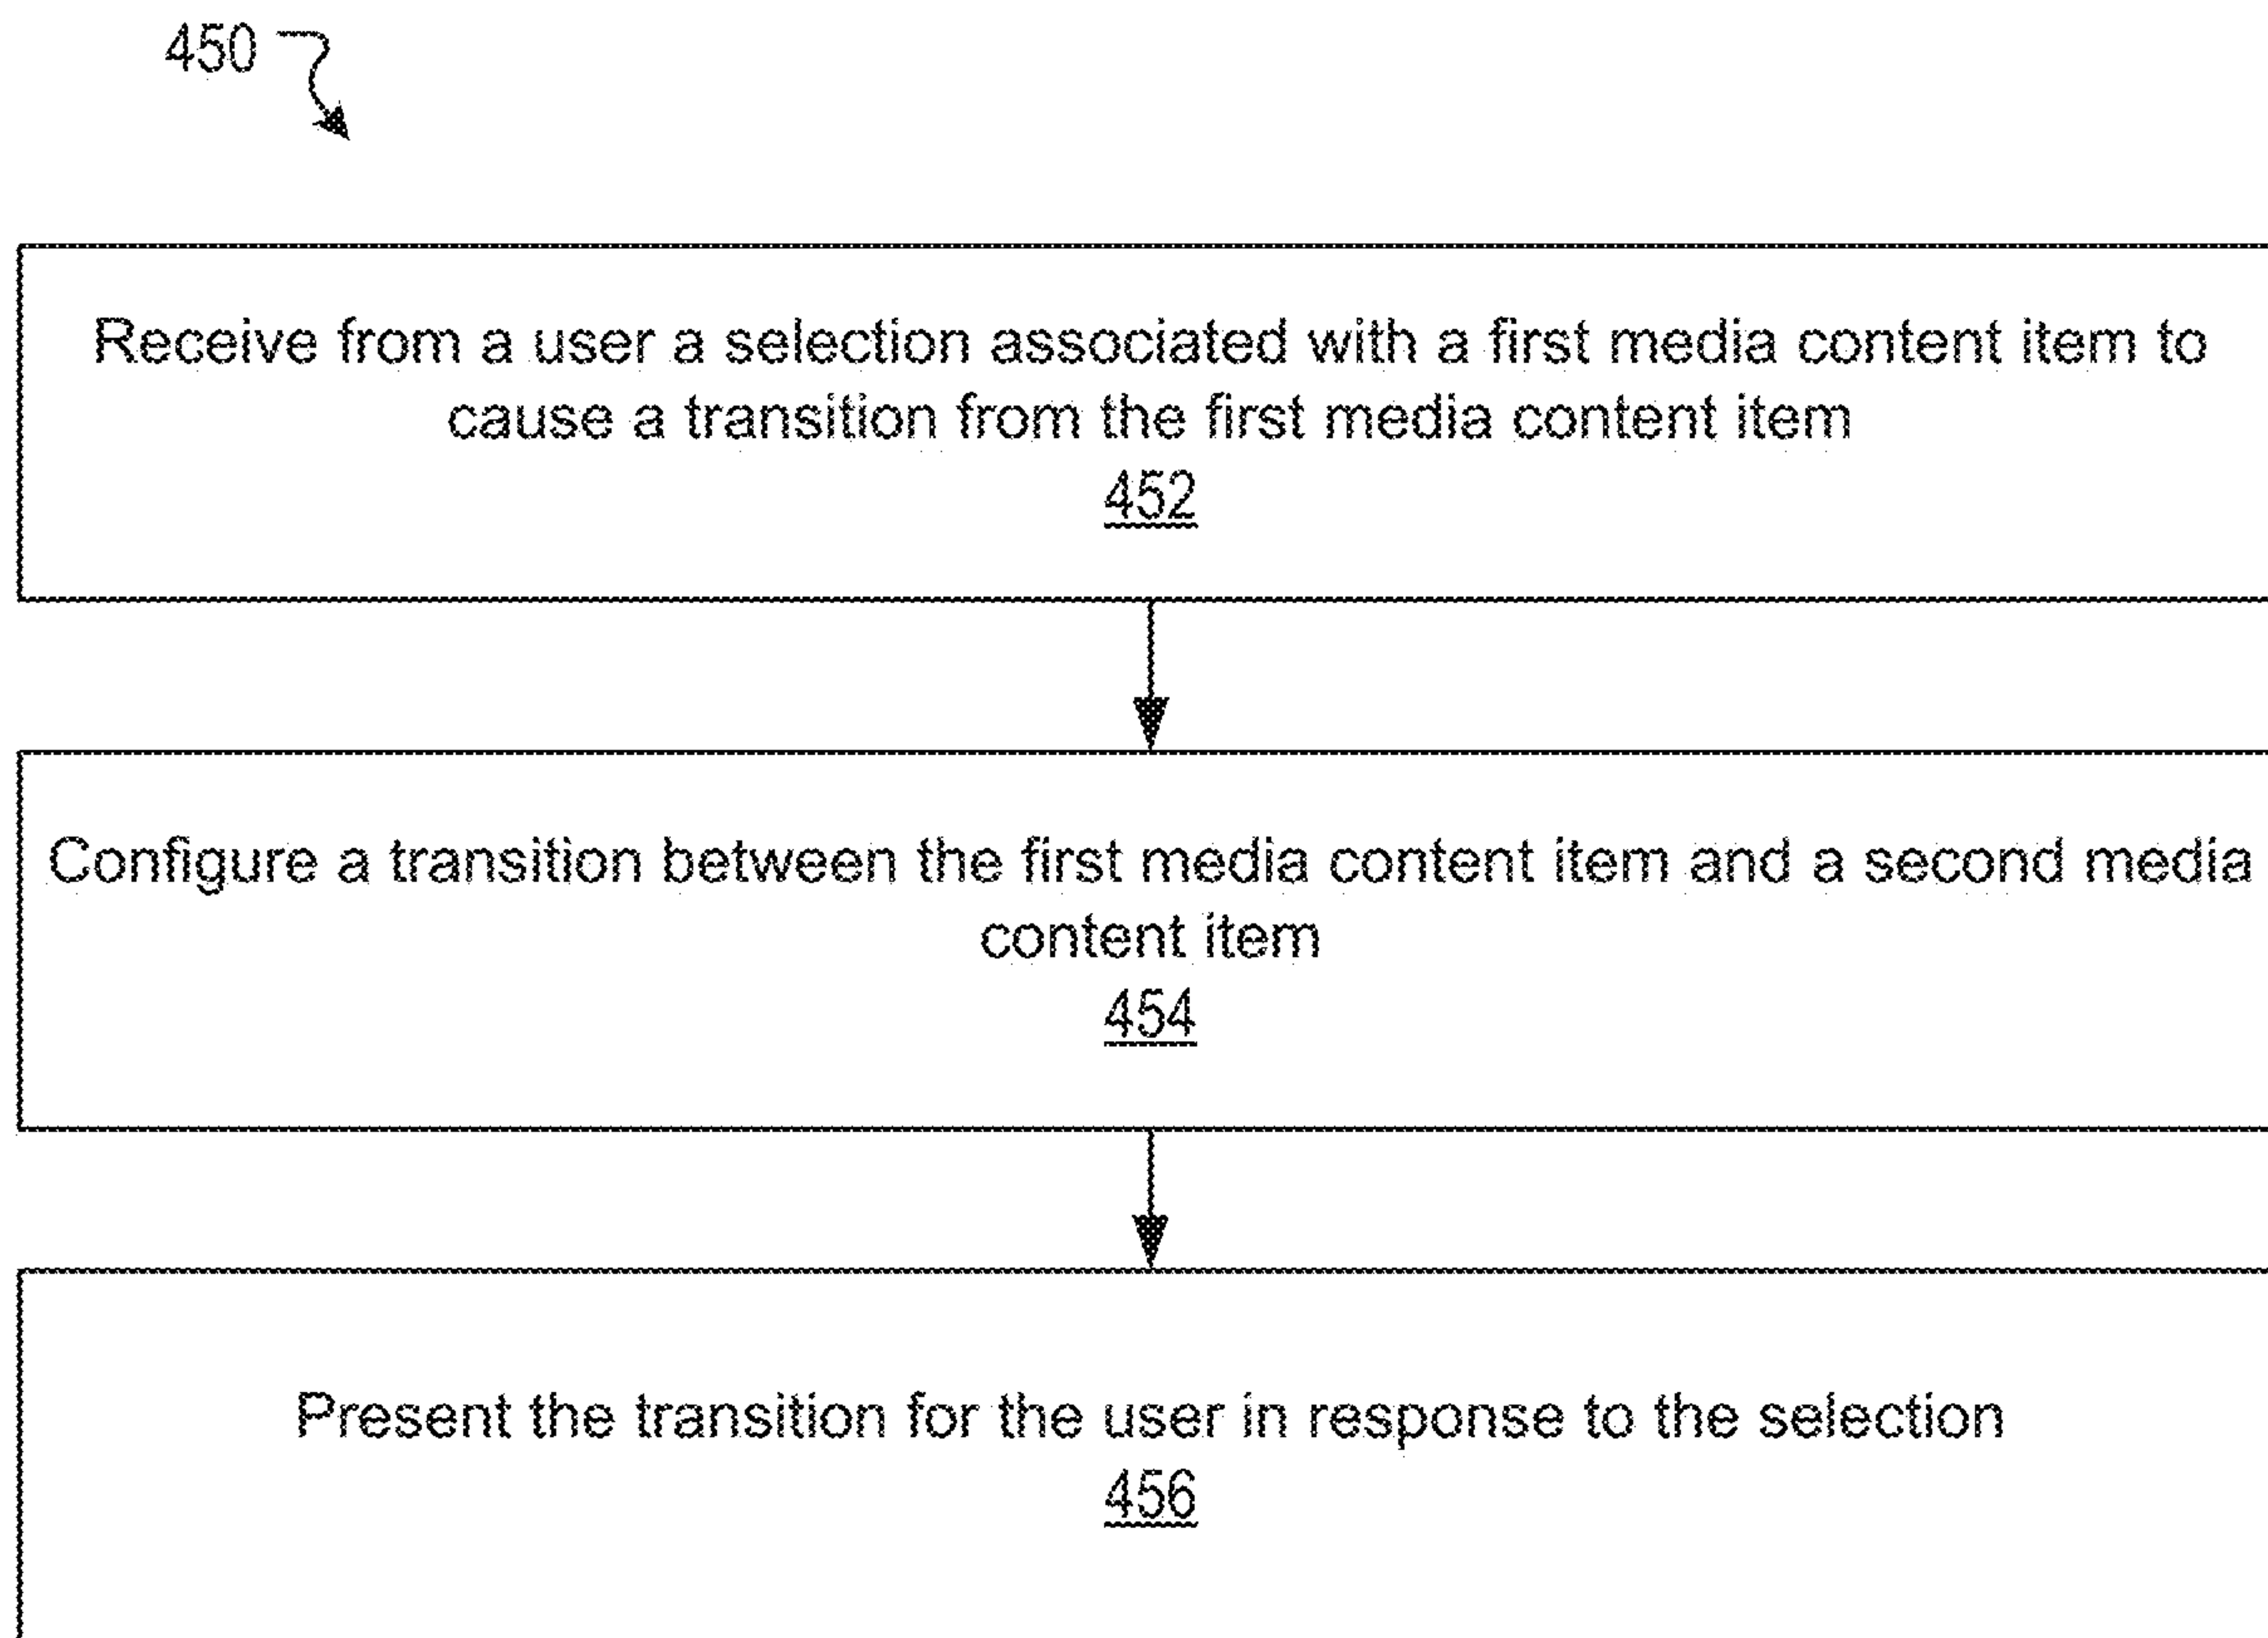 450
Receive from a user a selection associated with a first media content item to
cause a transition from the first media content item
452
Configure a transition between the first media content item and a second media
content item
454
Present the transition for the user in response to the selection
456